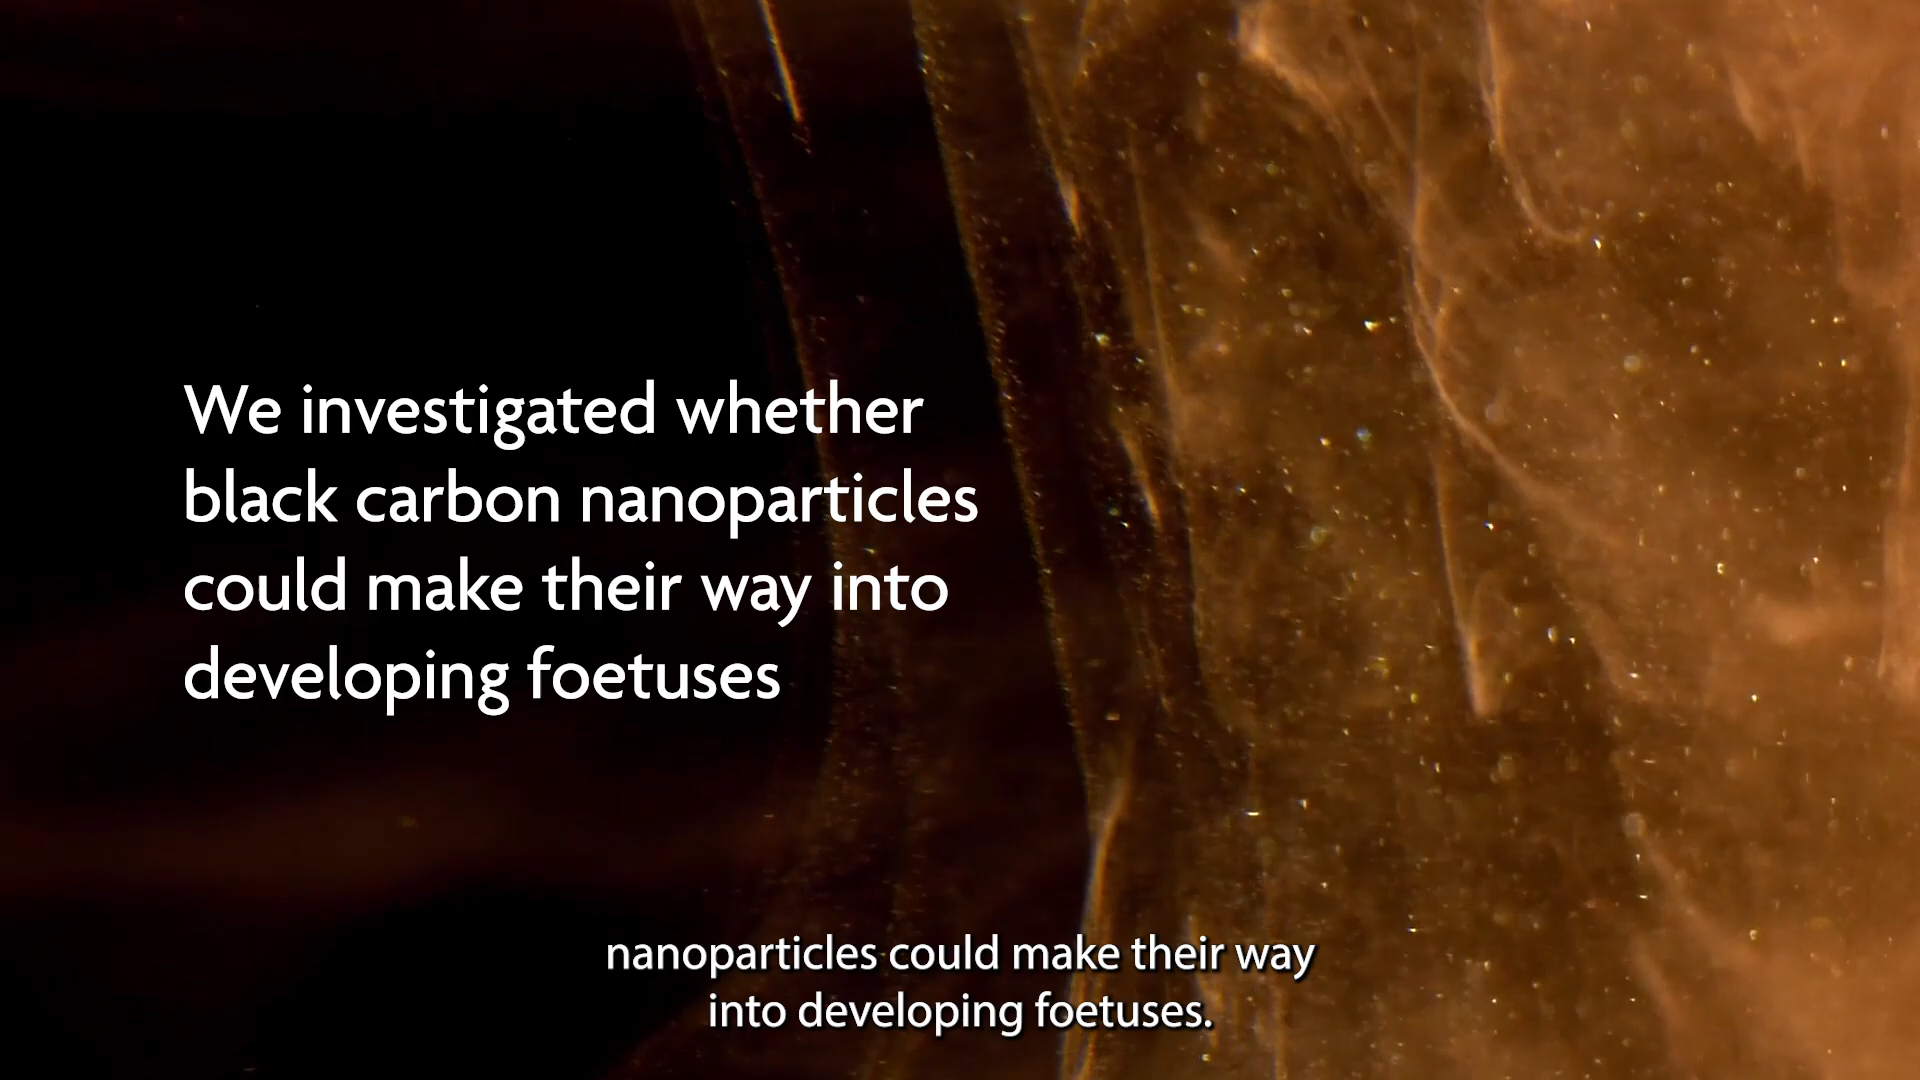 We investigated whether
black carbon nanoparticles
could make their way into
developing foetuses
nanoparticles could make their way
into developing foetuses.